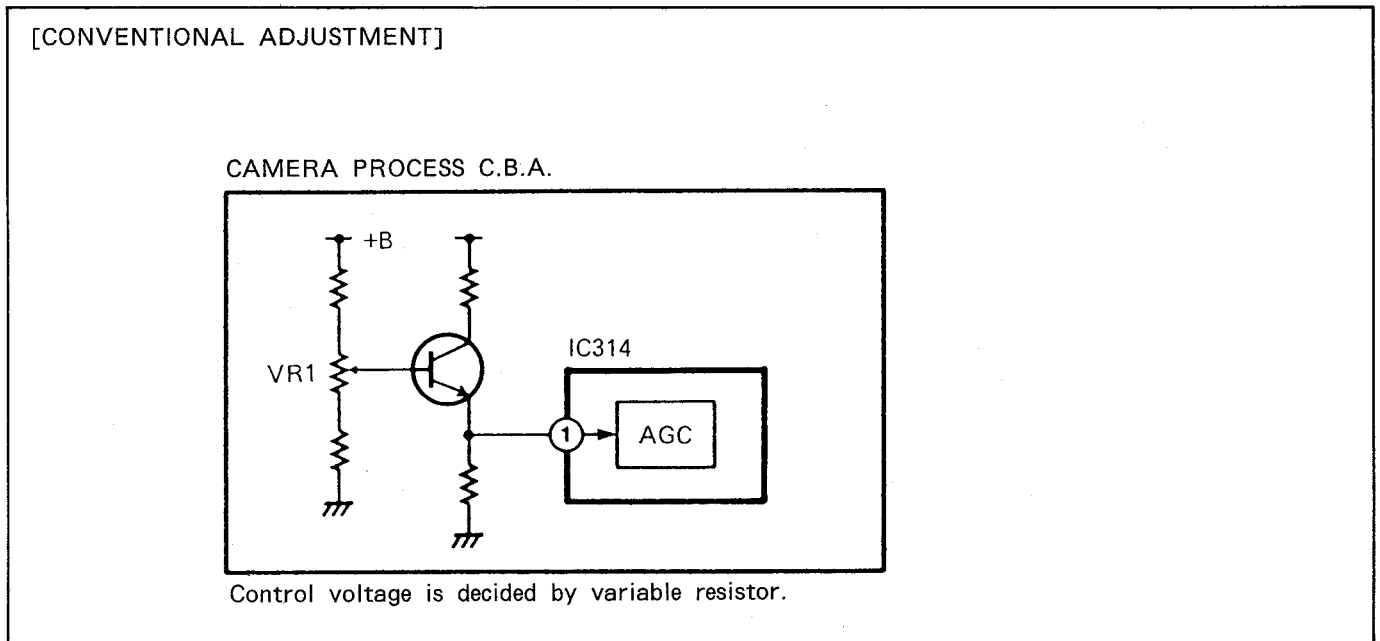 [CONVENTIONAL ADJUSTMENT]
CAMERA PROCESS C.B.A.
+B
VR1
IC314
1
AGC
Control voltage is decided by variable resistor.